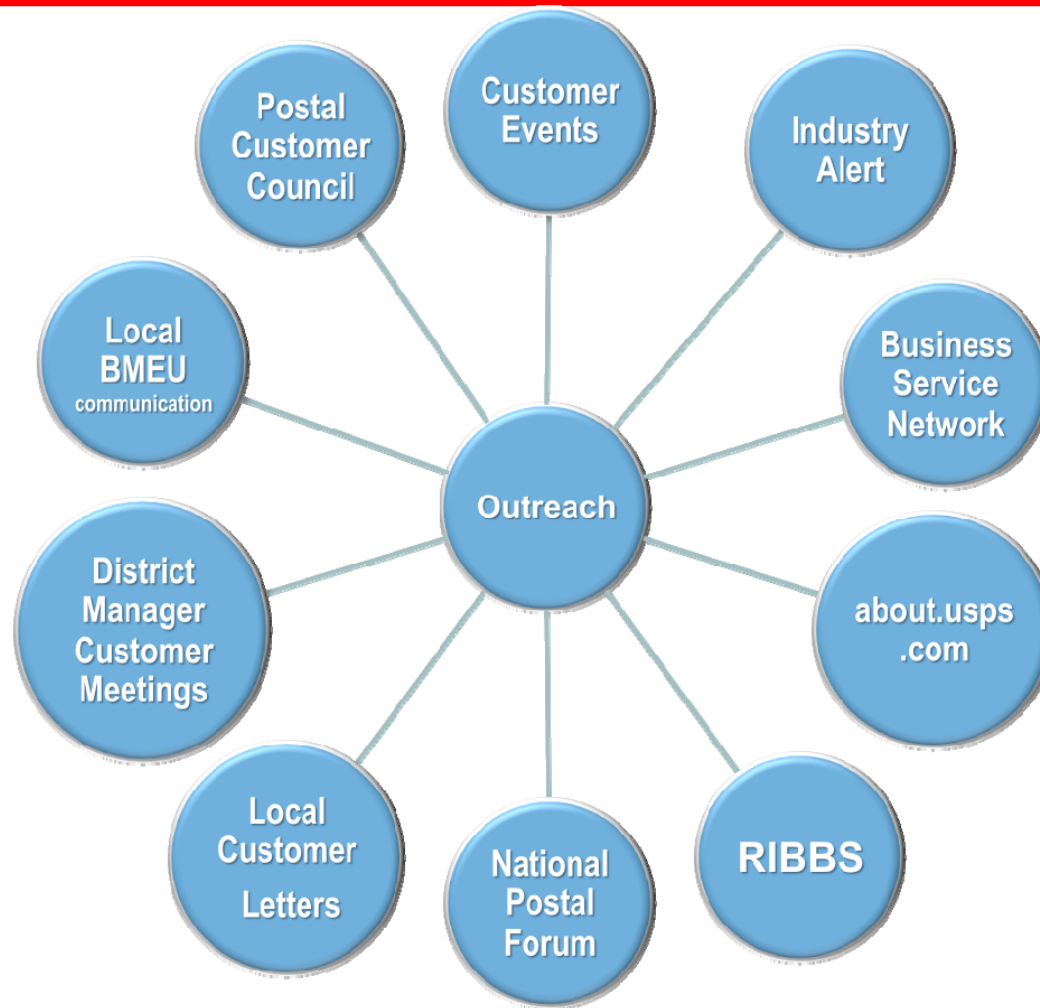 Customer
Events
Industry
Alert
Business
Service
Network
about.usps
.com
RIBBS
National
Postal
Forum
Local
Customer
Letters
District
Manager
Customer
Meetings
Local
BMEU
communication
Postal
Customer
Council
Outreach